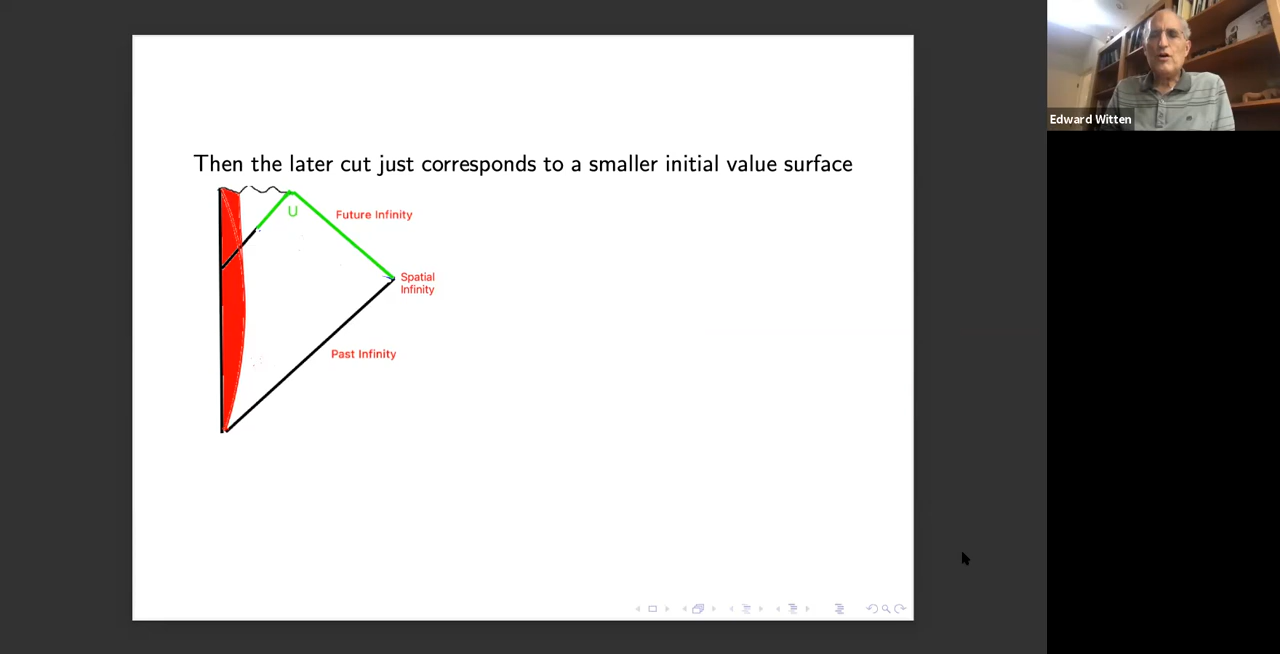 Then the later cut just corresponds to a smaller initial value surface
U
Future Infinity
Spatial
Infinity
Past Infinity
Edward Witten